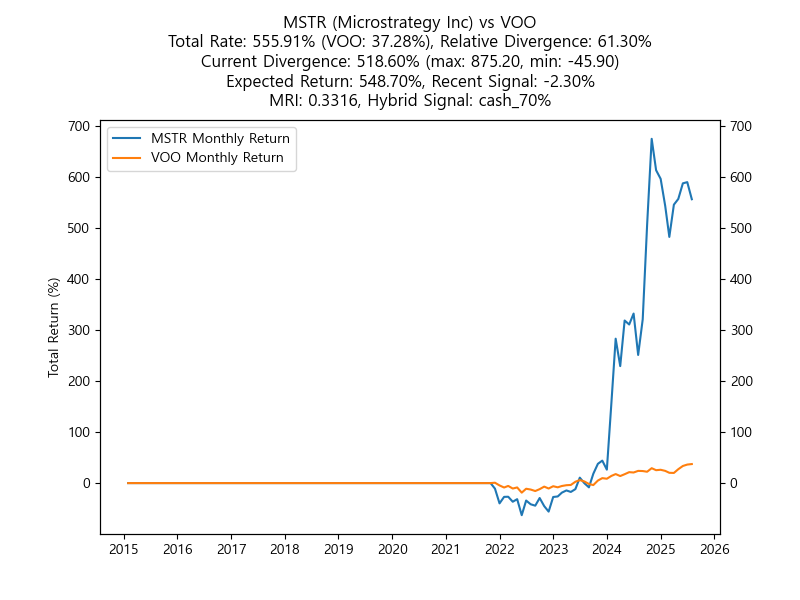 MSTR (Microstrategy Inc) vs VOO
Total Rate: 555.91% (VOO: 37.28%), Relative Divergence: 61.30%
Current Divergence: 518.60% (max: 875.20, min: -45.90)
Expected Return: 548.70%, Recent Signal: -2.30%
MRI: 0.3316, Hybrid Signal: cash_70%
MSTR Monthly Return
VOO Monthly Return
Total Return (%)
700
600
500
400
300
200
100
0
700
600
500
400
300
200
100
0
2015 2016 2017 2018 2019 2020 2021 2022 2023 2024 2025 2026